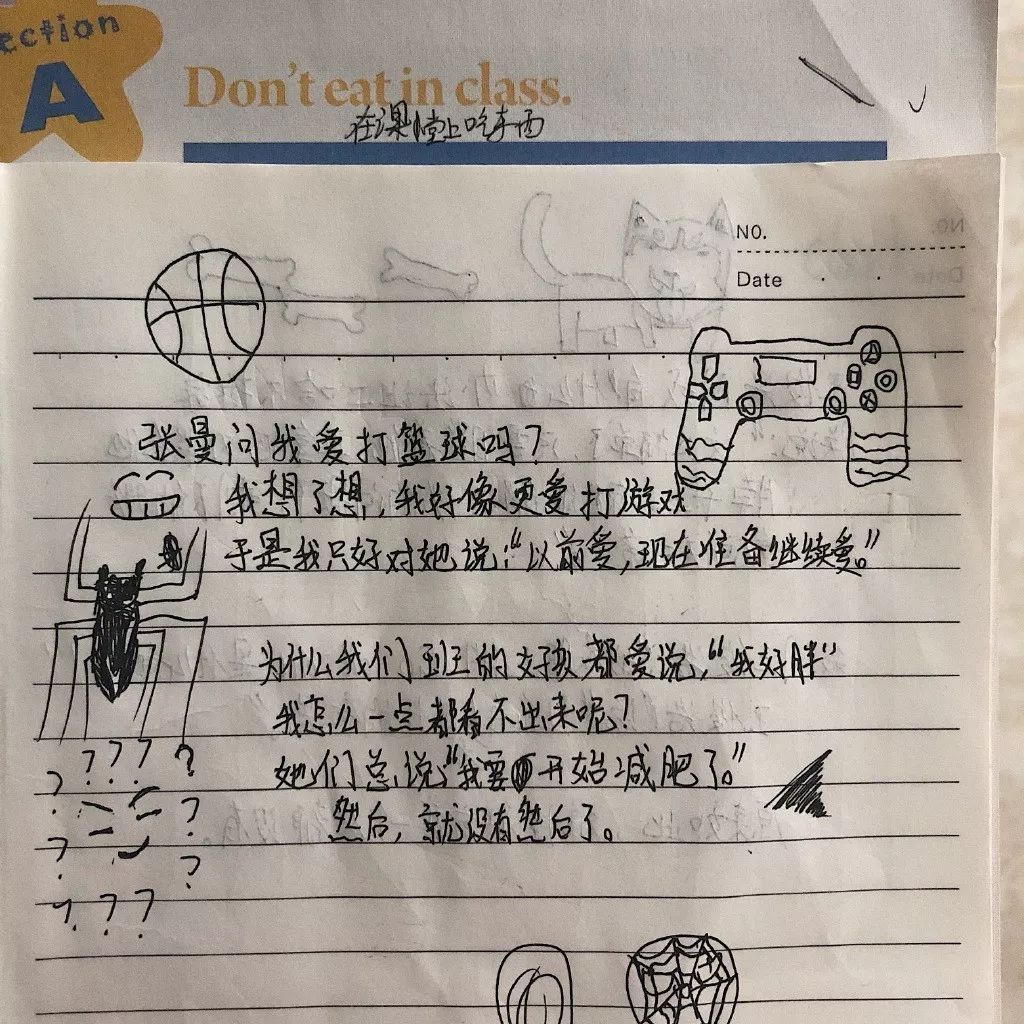 ection
A
Don't eat in class.
在课堂上吃东西
NO.
Date
张曼问我爱打篮球吗?
我想了想,我好像更爱打游戏
于是我只好对她说:“以前爱,现在准备继续爱。”
为什么我们班的女孩都爱说,“我好胖”
我怎么一点都看不出来呢?
她们总说“我要开始减肥了。”
然后,就没有然后了。
? ? ? ?
? ?
? ?
? ? ?